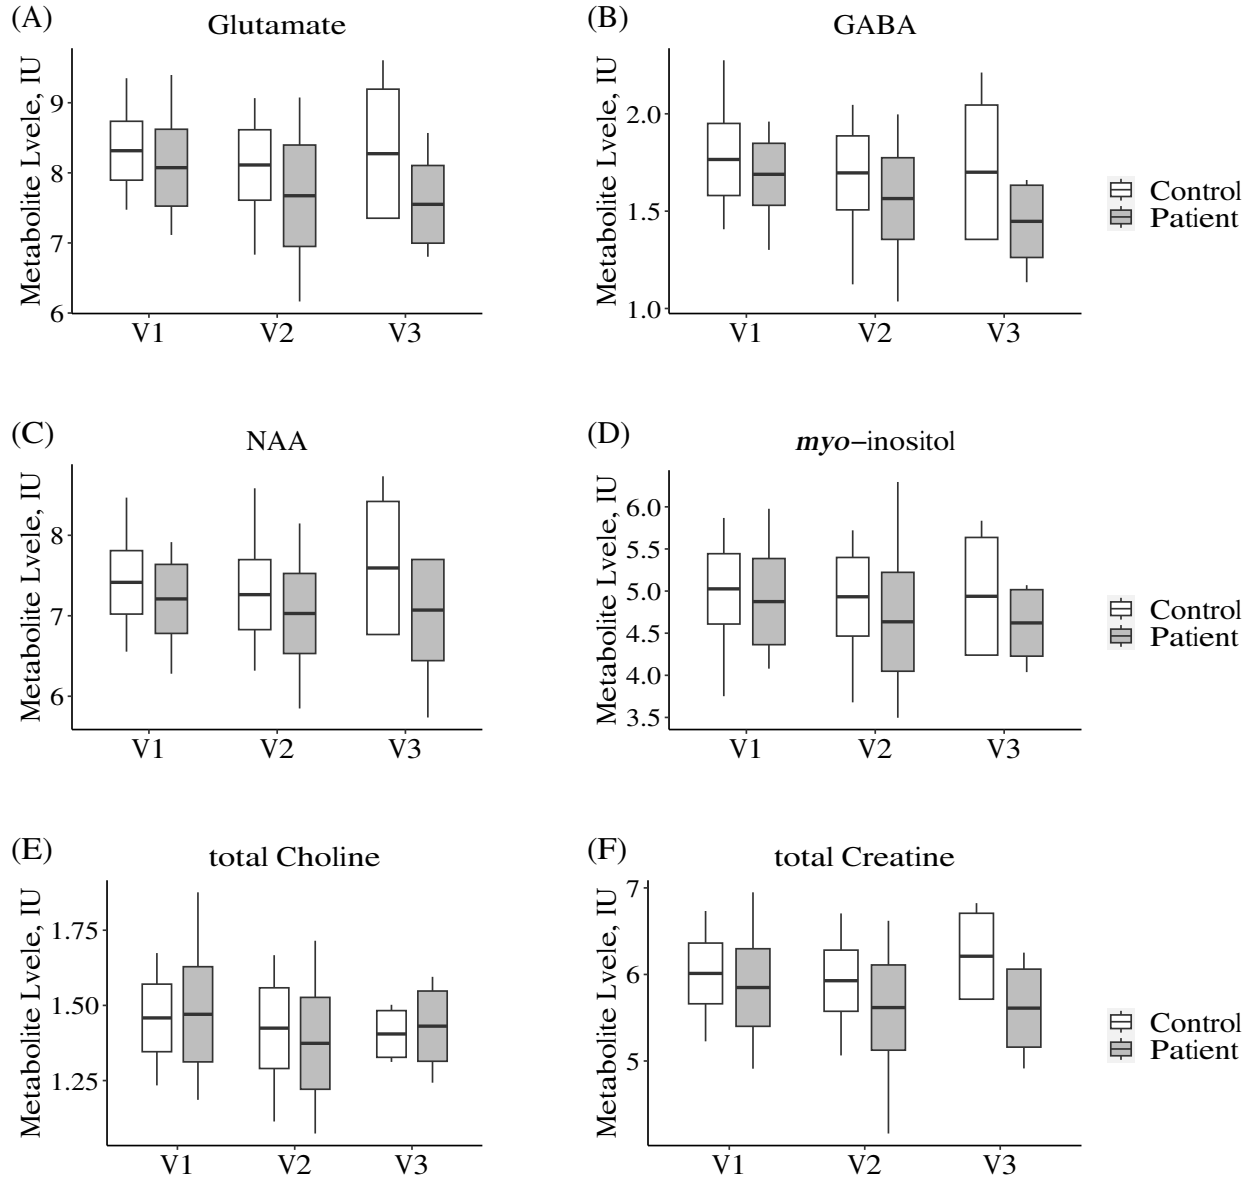 (A)
Glutamate
Metabolite Lvele, IU
9
8
7
6
V1 V2 V3
(B)
GABA
Metabolite Lvele, IU
2.0
1.5
1.0
V1 V2 V3
Control
Patient
(C)
NAA
Metabolite Lvele, IU
8
7
6
V1 V2 V3
(D)
myo-inositol
Metabolite Lvele, IU
6.0
5.5
5.0
4.5
4.0
3.5
V1 V2 V3
Control
Patient
(E)
total Choline
Metabolite Lvele, IU
1.75
1.50
1.25
V1 V2 V3
(F)
total Creatine
Metabolite Lvele, IU
7
6
5
V1 V2 V3
Control
Patient